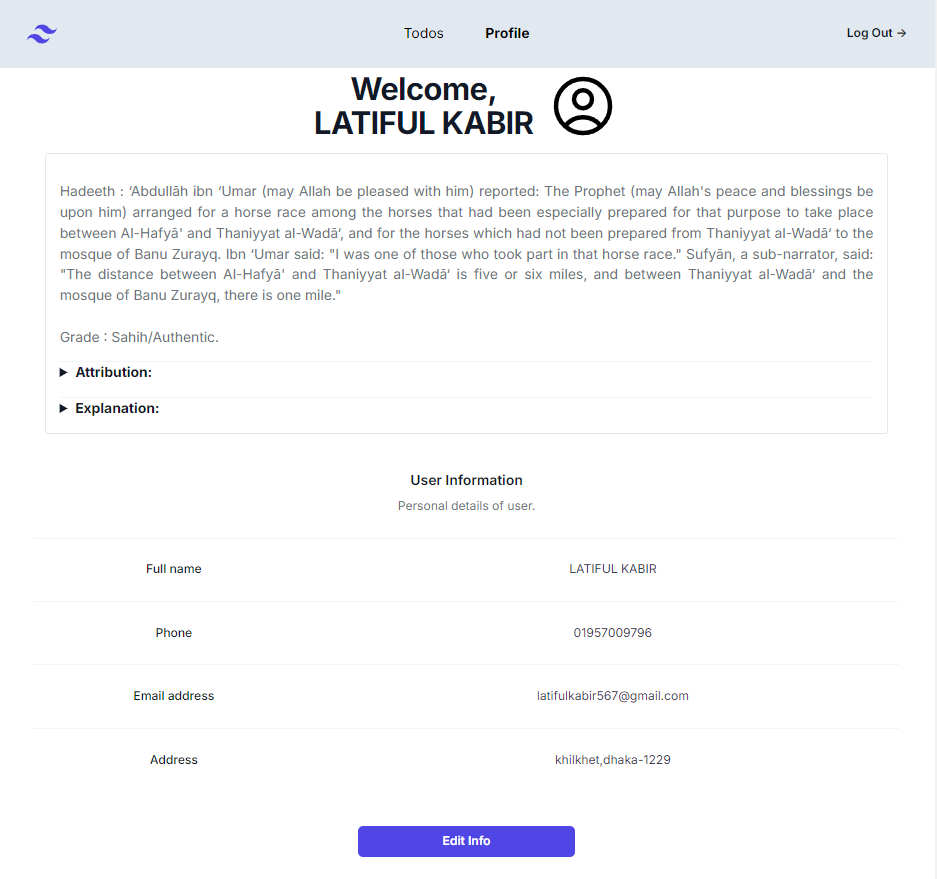 Todos Profile Log Out →
Welcome,
LATIFUL KABIR
Hadeeth : ‘Abdullāh ibn ‘Umar (may Allah be pleased with him) reported: The Prophet (may Allah's peace and blessings be
upon him) arranged for a horse race among the horses that had been especially prepared for that purpose to take place
between Al-Hafyā' and Thaniyyat al-Wadā‘, and for the horses which had not been prepared from Thaniyyat al-Wadā‘ to the
mosque of Banu Zurayq. Ibn ‘Umar said: "I was one of those who took part in that horse race." Sufyān, a sub-narrator, said:
"The distance between Al-Hafyā' and Thaniyyat al-Wadā‘ is five or six miles, and between Thaniyyat al-Wadā‘ and the
mosque of Banu Zurayq, there is one mile."
Grade : Sahih/Authentic.
Attribution:
Explanation:
User Information
Personal details of user.
Full name LATIFUL KABIR
Phone 01957009796
Email address latifulkabir567@gmail.com
Address khilkhet,dhaka-1229
Edit Info